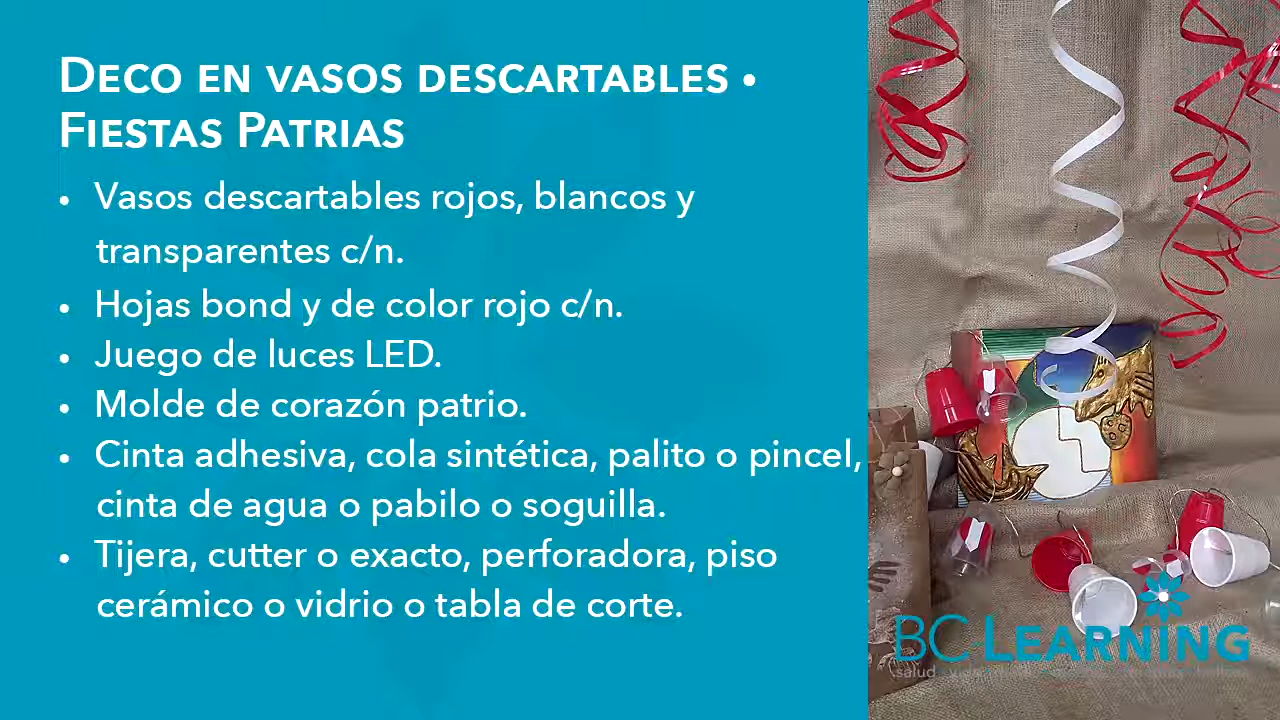 DECO EN VASOS DESCARTABLES •
FIESTAS PATRIAS
• Vasos descartables rojos, blancos y
transparentes c/n.
• Hojas bond y de color rojo c/n.
• Juego de luces LED.
• Molde de corazón patrio.
• Cinta adhesiva, cola sintética, palito o pincel,
cinta de agua o pabilo o soguilla.
• Tijera, cutter o exacto, perforadora, piso
cerámico o vidrio o tabla de corte.
BC LEARNING
salud